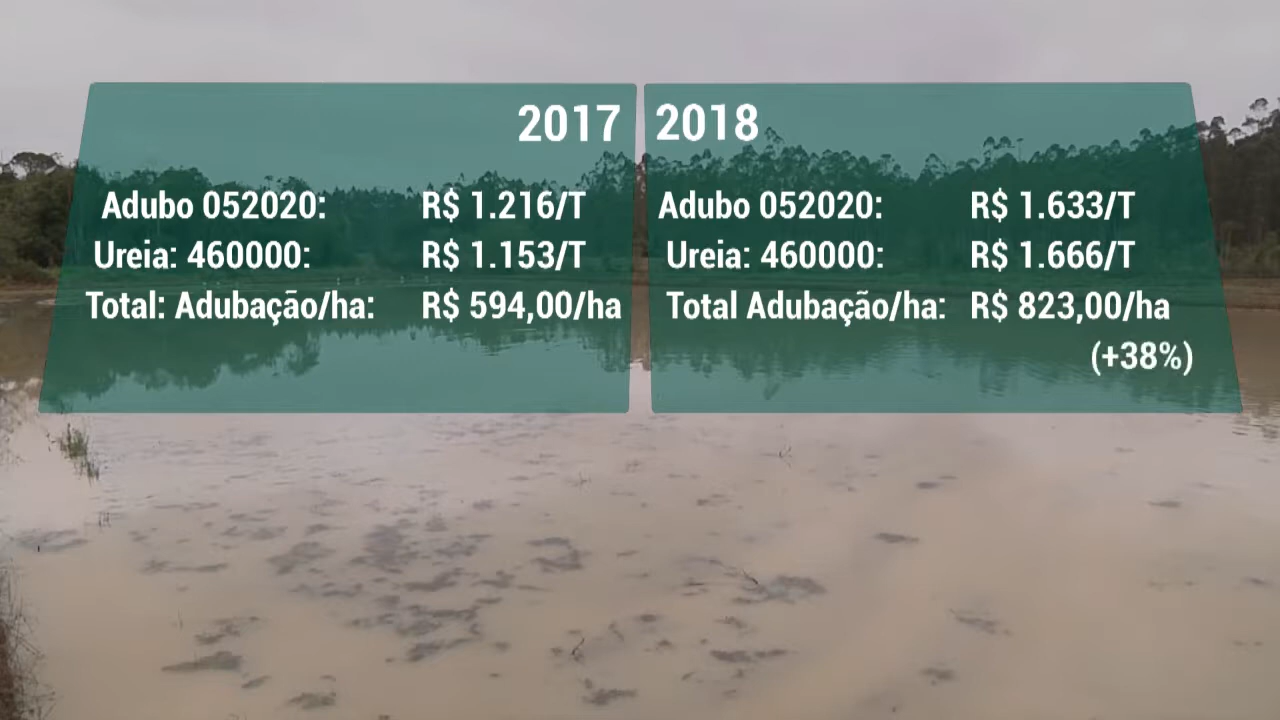 2017
Adubo 052020: R$ 1.216/T
Ureia: 460000: R$ 1.153/T
Total: Adubação/ha: R$ 594,00/ha
2018
Adubo 052020: R$ 1.633/T
Ureia: 460000: R$ 1.666/T
Total Adubação/ha: R$ 823,00/ha
(+38%)